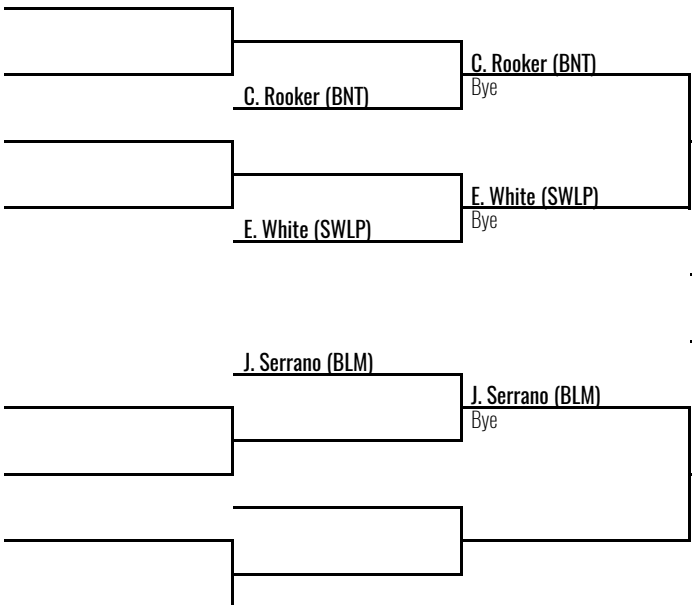 C. Rooker (BNT)
Bye
C. Rooker (BNT)
E. White (SWLP)
Bye
E. White (SWLP)
J. Serrano (BLM)
J. Serrano (BLM)
Bye